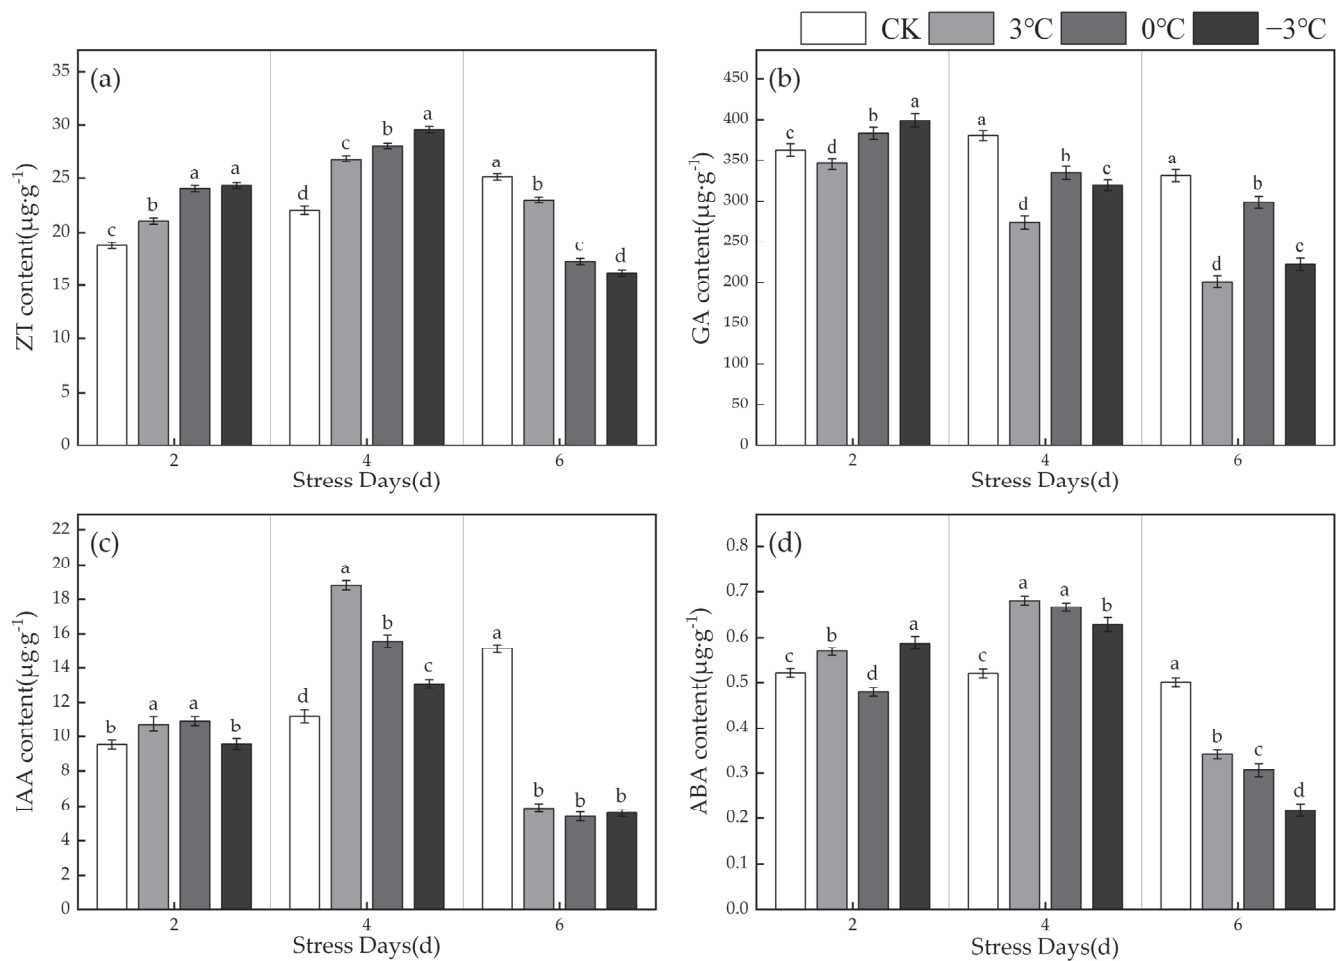 CK 3℃ 0℃ −3℃
(a)
ZT content(μg·g⁻¹)
35
30
25
20
15
10
5
0
c b a a
d c b a
a b c d
2 4 6
Stress Days(d)
(b)
GA content(μg·g⁻¹)
450
400
350
300
250
200
150
100
50
0
c d b a
a d b c
a d b c
2 4 6
Stress Days(d)
(c)
IAA content(μg·g⁻¹)
22
20
18
16
14
12
10
8
6
4
2
0
b a a b
d a b c
a b b b
2 4 6
Stress Days(d)
(d)
ABA content(μg·g⁻¹)
0.8
0.7
0.6
0.5
0.4
0.3
0.2
0.1
0.0
c b d a
c a a b
a b c d
2 4 6
Stress Days(d)